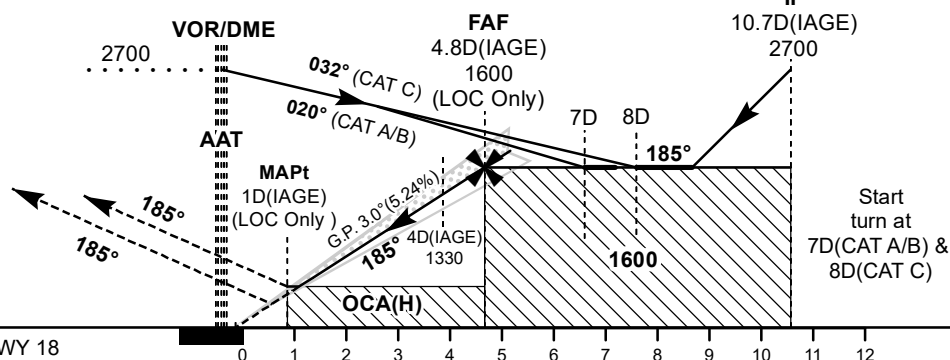 VOR/DME
2700
AAT
032° (CAT C)
020° (CAT A/B)
FAF
4.8D(IAGE)
1600
(LOC Only)
7D
8D
10.7D(IAGE)
2700
185°
MAPt
1D(IAGE)
(LOC Only )
185°
185°
G.P. 3.0°(5.24%)
185°
4D(IAGE)
1330
OCA(H)
1600
Start
turn at
7D(CAT A/B) &
8D(CAT C)
WY 18
0 1 2 3 4 5 6 7 8 9 10 11 12